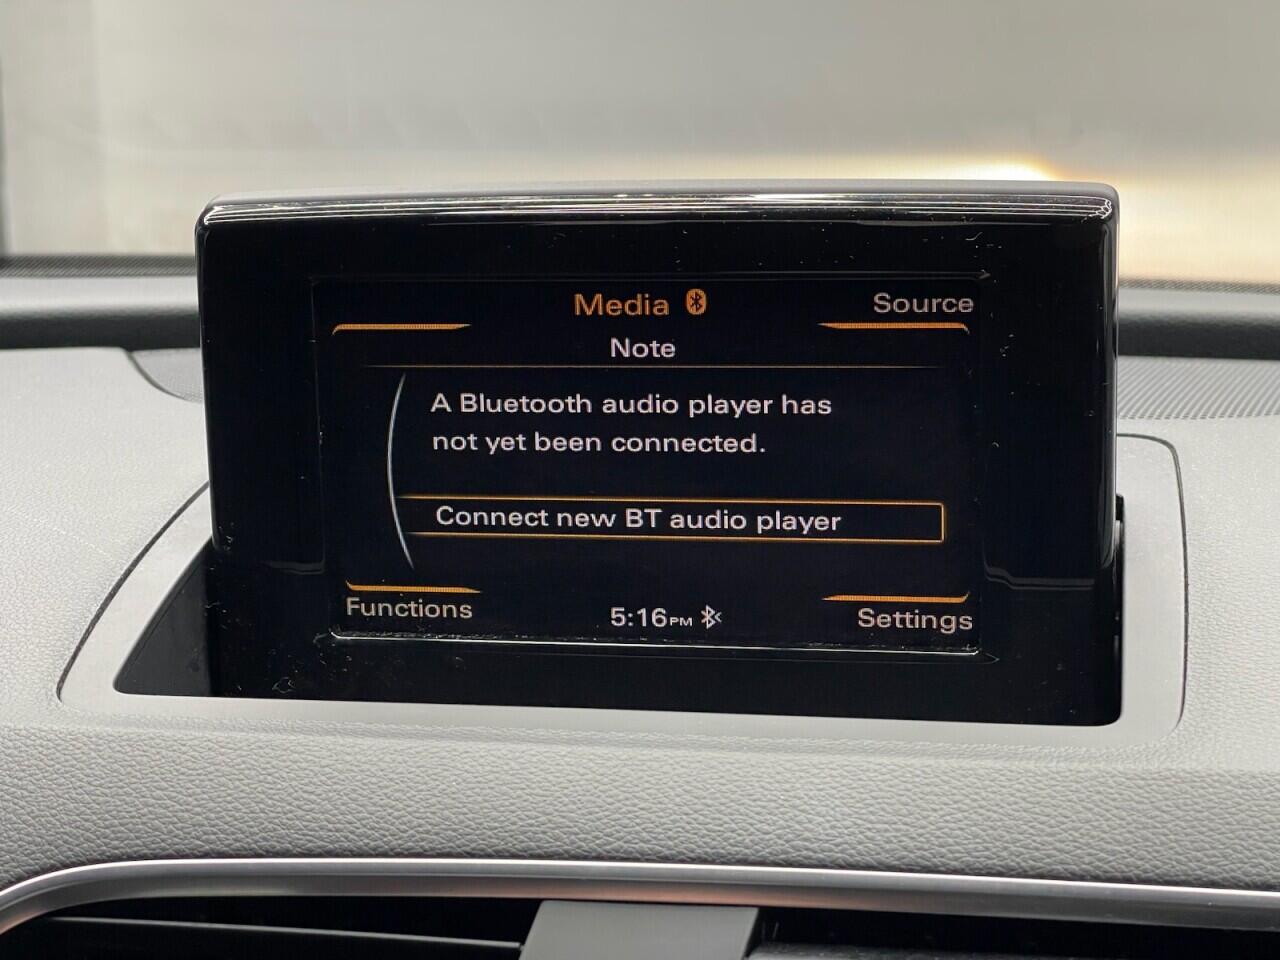 Media
Source
Note
A Bluetooth audio player has
not yet been connected.
Connect new BT audio player
Functions
5:16PM
Settings